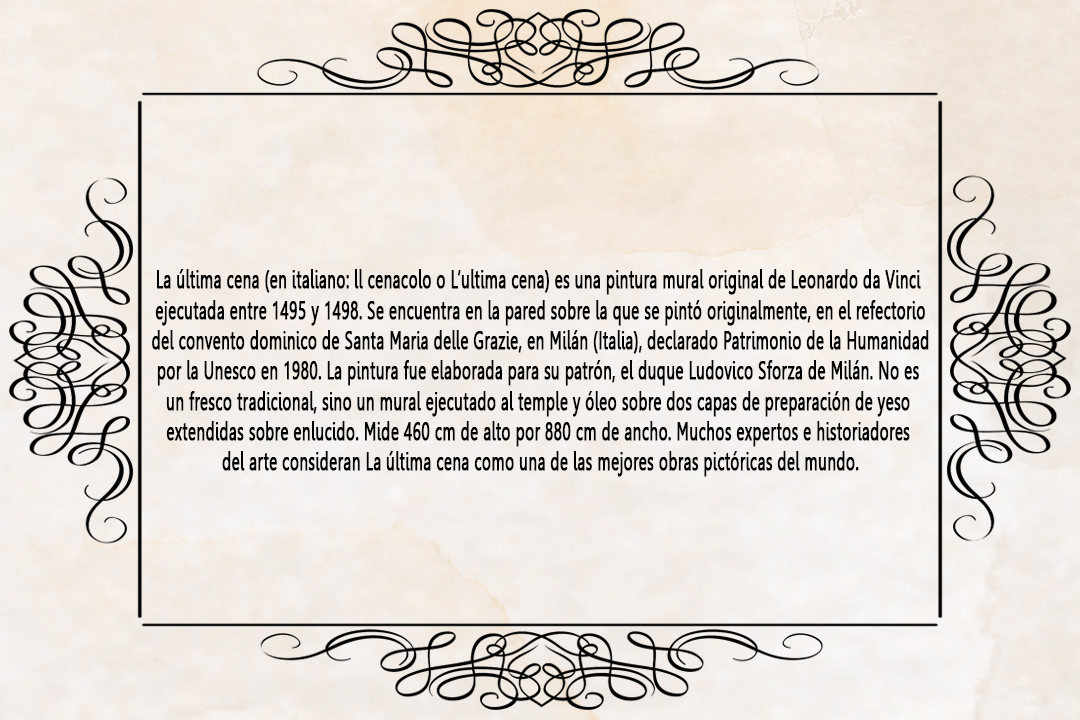 La última cena (en italiano: ll cenacolo o L’ultima cena) es una pintura mural original de Leonardo da Vinci
ejecutada entre 1495 y 1498. Se encuentra en la pared sobre la que se pintó originalmente, en el refectorio
del convento dominico de Santa Maria delle Grazie, en Milán (Italia), declarado Patrimonio de la Humanidad
por la Unesco en 1980. La pintura fue elaborada para su patrón, el duque Ludovico Sforza de Milán. No es
un fresco tradicional, sino un mural ejecutado al temple y óleo sobre dos capas de preparación de yeso
extendidas sobre enlucido. Mide 460 cm de alto por 880 cm de ancho. Muchos expertos e historiadores
del arte consideran La última cena como una de las mejores obras pictóricas del mundo.